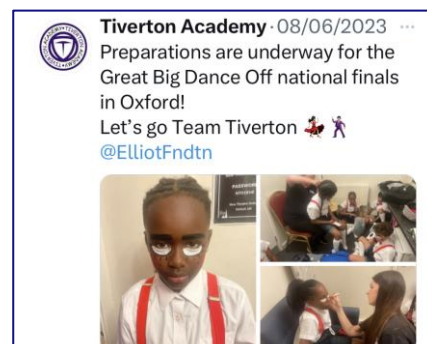 Tiverton Academy · 08/06/2023 ···
Preparations are underway for the
Great Big Dance Off national finals
in Oxford!
Let’s go Team Tiverton 💃🕺
@ElliotFndtn